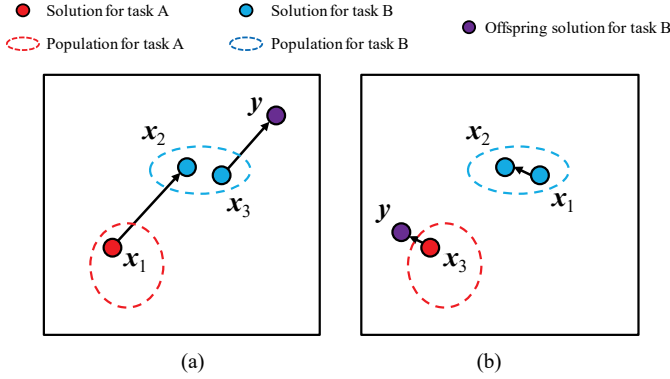 Solution for task A
Solution for task B
Offspring solution for task B
Population for task A
Population for task B
y
x2
x3
x1
(a)
x2
x1
y
x3
(b)